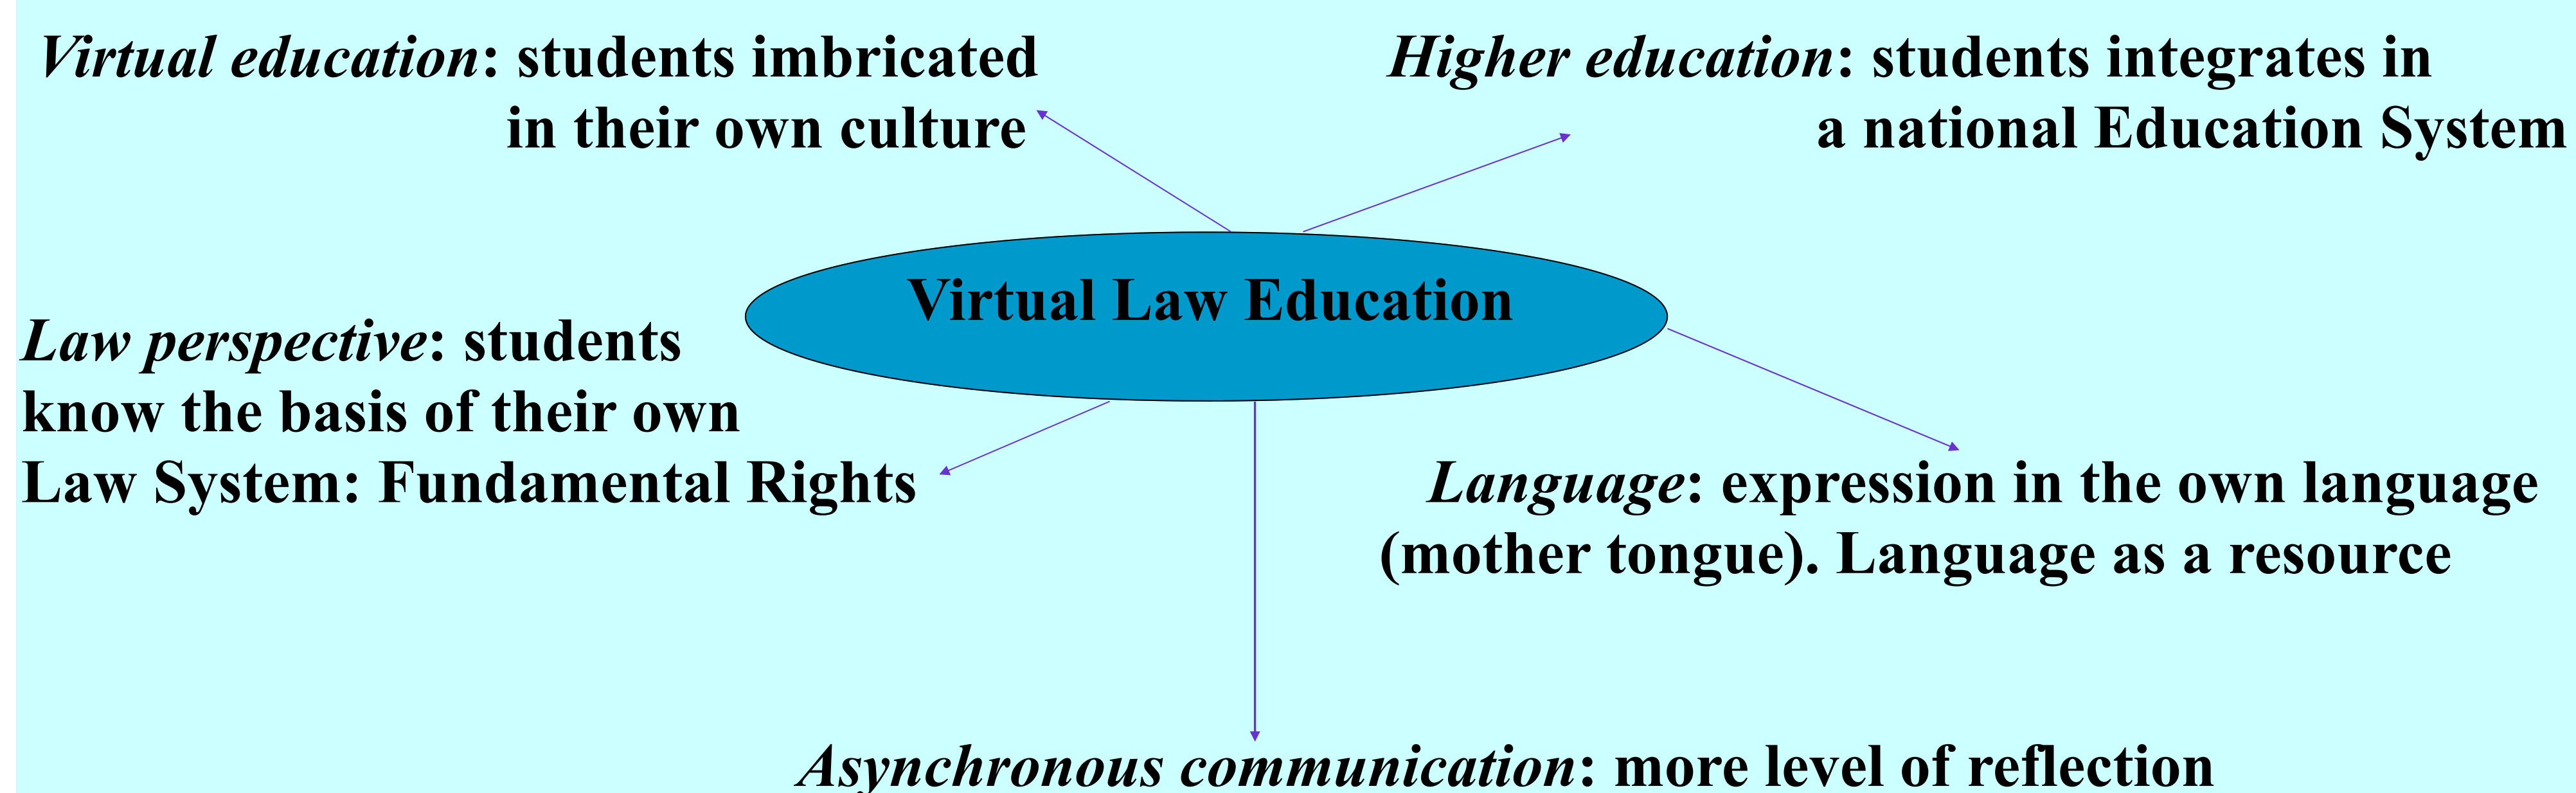 Virtual education: students imbricated
in their own culture
Higher education: students integrates in
a national Education System
Virtual Law Education
Law perspective: students
know the basis of their own
Law System: Fundamental Rights
Language: expression in the own language
(mother tongue). Language as a resource
Asynchronous communication: more level of reflection